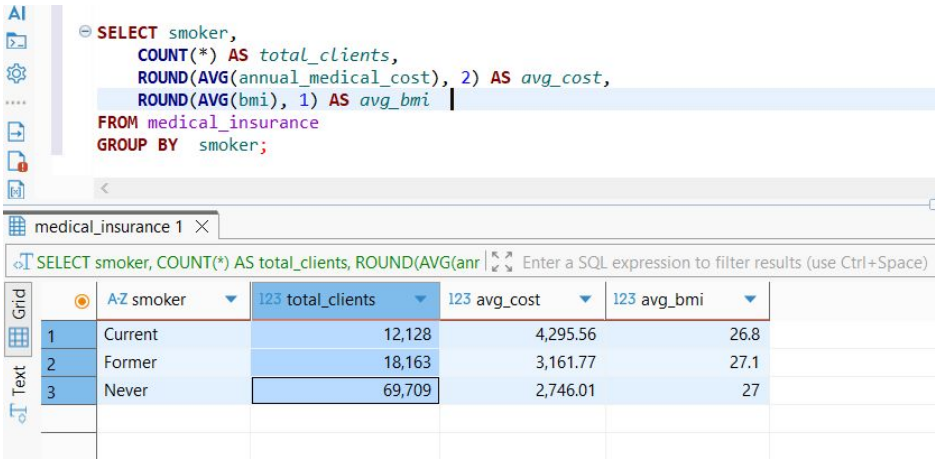 AI
SELECT smoker,
COUNT(*) AS total_clients,
ROUND(AVG(annual_medical_cost), 2) AS avg_cost,
ROUND(AVG(bmi), 1) AS avg_bmi
FROM medical_insurance
GROUP BY  smoker;
medical_insurance 1
SELECT smoker, COUNT(*) AS total_clients, ROUND(AVG(anr Enter a SQL expression to filter results (use Ctrl+Space)
Grid
Text
A-Z smoker 123 total_clients 123 avg_cost 123 avg_bmi
1 Current 12,128 4,295.56 26.8
2 Former 18,163 3,161.77 27.1
3 Never 69,709 2,746.01 27